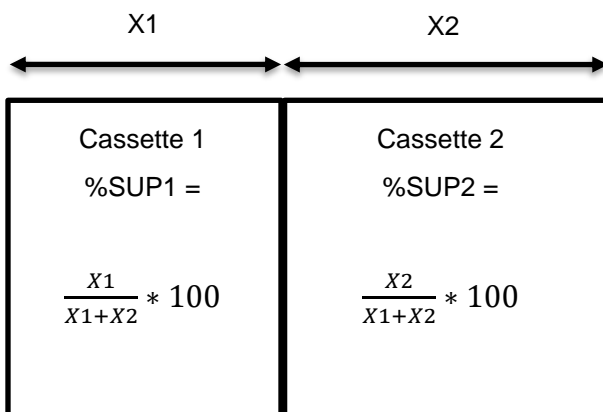 X1
X2
Cassette 1
%SUP1 =
X1
X1+X2 * 100
Cassette 2
%SUP2 =
X2
X1+X2 * 100